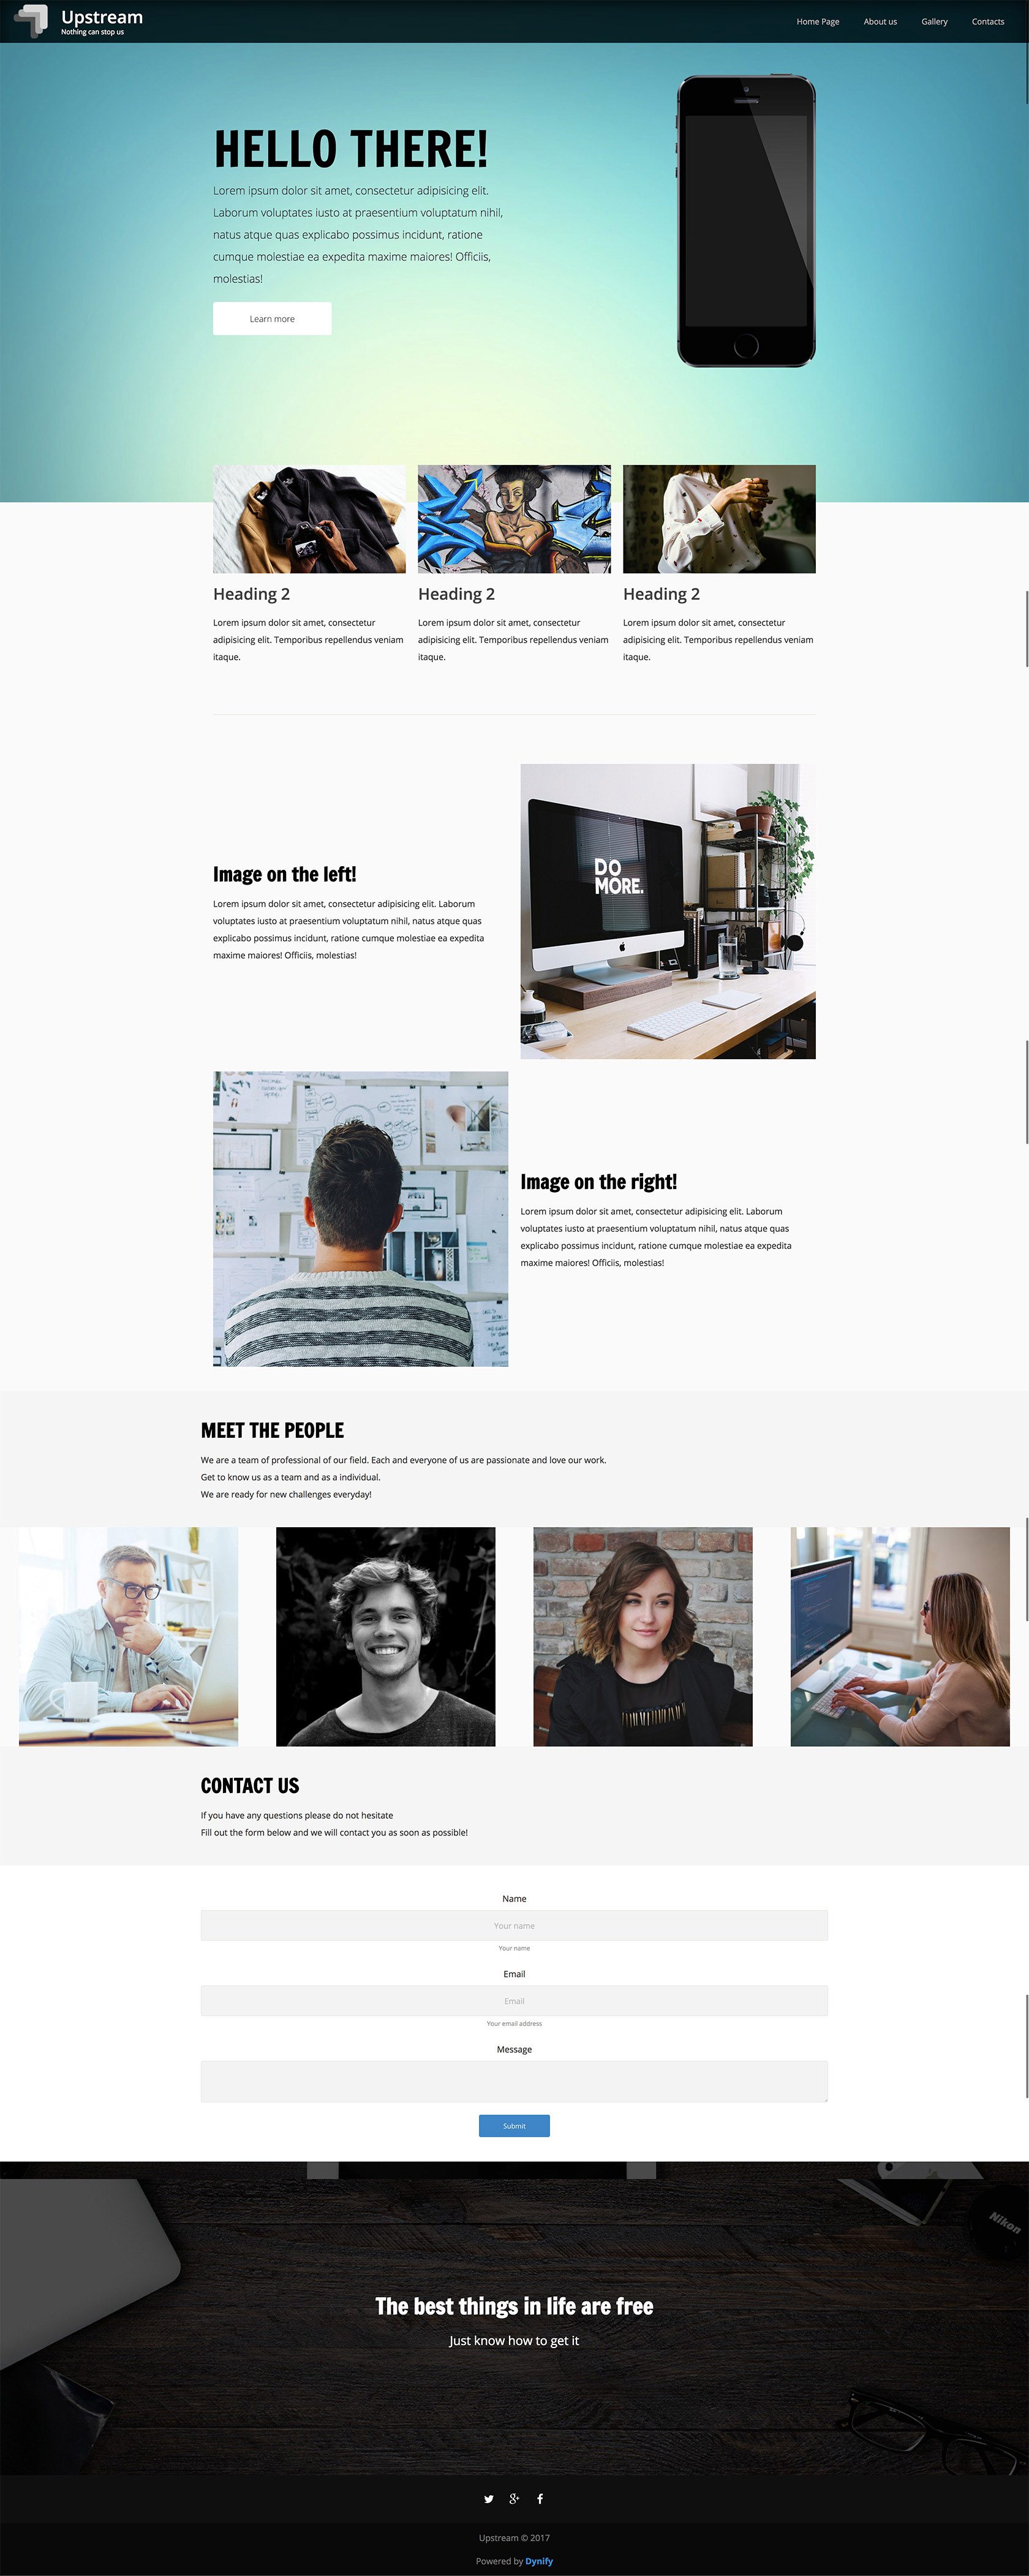 Upstream
Nothing can stop us
Home Page
About us
Gallery
Contacts
HELLO THERE!
Lorem ipsum dolor sit amet, consectetur adipisicing elit.
Laborum voluptates iusto at praesentium voluptatum nihil,
natus atque quas explicabo possimus incidunt, ratione
cumque molestiae ea expedita maxime maiores! Officiis,
molestias!
Learn more
Heading 2
Lorem ipsum dolor sit amet, consectetur
adipisicing elit. Temporibus repellendus veniam
itaque.
Heading 2
Lorem ipsum dolor sit amet, consectetur
adipisicing elit. Temporibus repellendus veniam
itaque.
Heading 2
Lorem ipsum dolor sit amet, consectetur
adipisicing elit. Temporibus repellendus veniam
itaque.
Image on the left!
Lorem ipsum dolor sit amet, consectetur adipisicing elit. Laborum
voluptates iusto at praesentium voluptatum nihil, natus atque quas
explicabo possimus incidunt, ratione cumque molestiae ea expedita
maxime maiores! Officiis, molestias!
DO
MORE.
Image on the right!
Lorem ipsum dolor sit amet, consectetur adipisicing elit. Laborum
voluptates iusto at praesentium voluptatum nihil, natus atque quas
explicabo possimus incidunt, ratione cumque molestiae ea expedita
maxime maiores! Officiis, molestias!
MEET THE PEOPLE
We are a team of professional of our field. Each and everyone of us are passionate and love our work.
Get to know us as a team and as a individual.
We are ready for new challenges everyday!
CONTACT US
If you have any questions please do not hesitate
Fill out the form below and we will contact you as soon as possible!
Name
Your name
Your name
Email
Email
Your email address
Message
Submit
Nikon
The best things in life are free
Just know how to get it
Upstream © 2017
Powered by Dynify